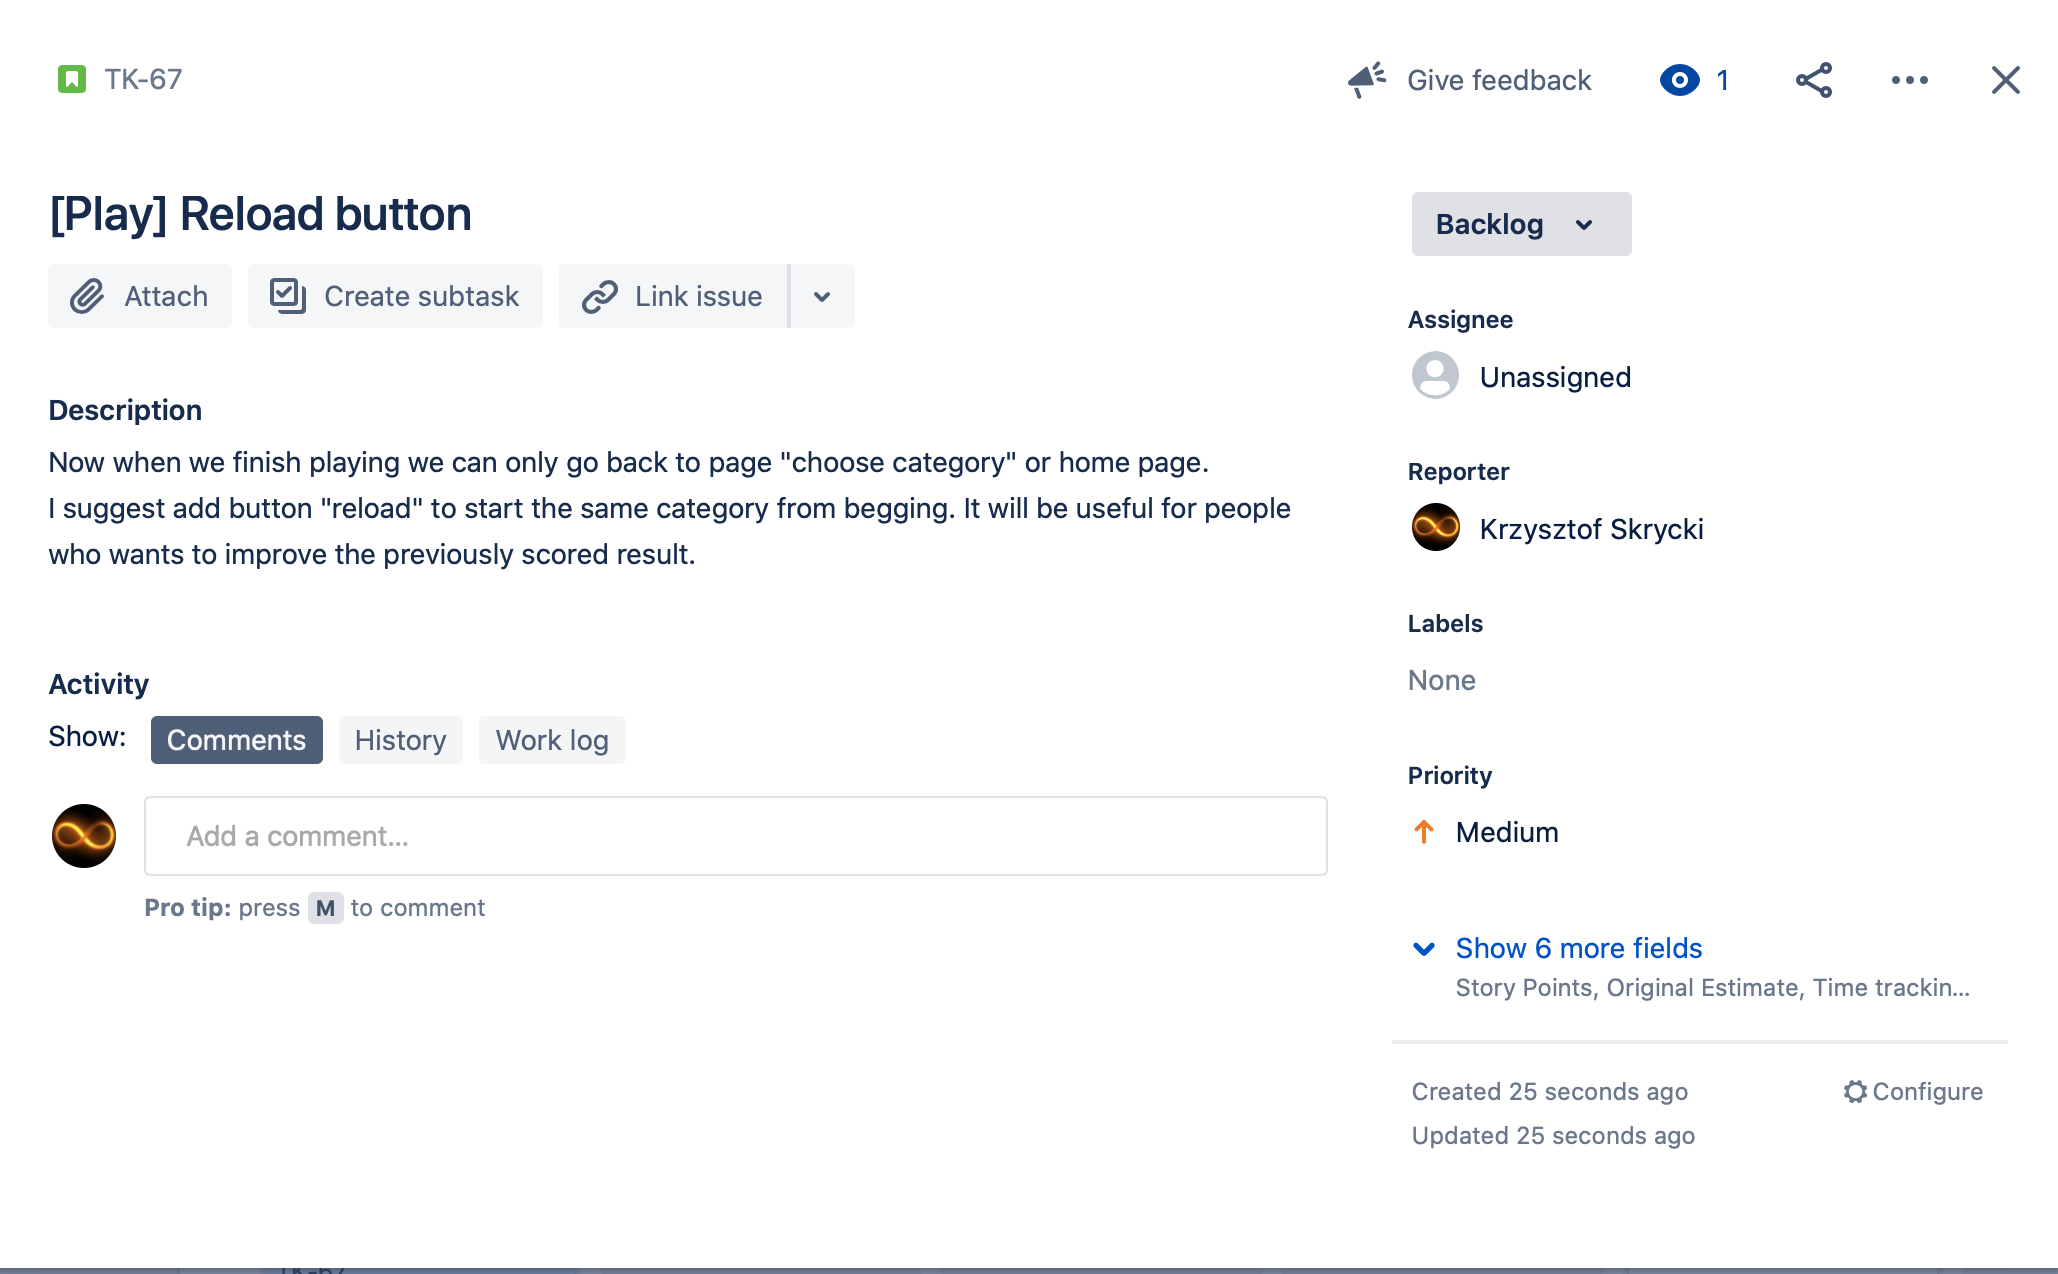 TK-67
Give feedback
1
[Play] Reload button
Attach
Create subtask
Link issue
Description
Now when we finish playing we can only go back to page "choose category" or home page.
I suggest add button "reload" to start the same category from begging. It will be useful for people
who wants to improve the previously scored result.
Activity
Show:
Comments
History
Work log
Add a comment...
Pro tip: press M to comment
Backlog
Assignee
Unassigned
Reporter
Krzysztof Skrycki
Labels
None
Priority
Medium
Show 6 more fields
Story Points, Original Estimate, Time trackin...
Created 25 seconds ago
Configure
Updated 25 seconds ago